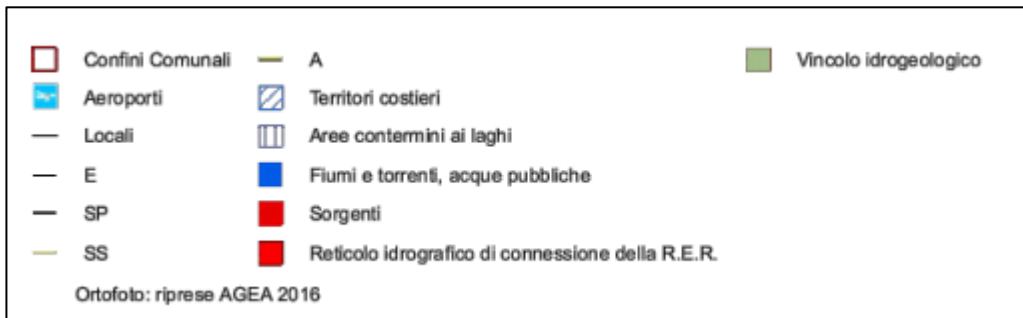 Confini Comunali
Aeroporti
Locali
E
SP
SS
A
Territori costieri
Aree contermini ai laghi
Fiumi e torrenti, acque pubbliche
Sorgenti
Reticolo idrografico di connessione della R.E.R.
Vincolo idrogeologico
Ortofoto: riprese AGEA 2016